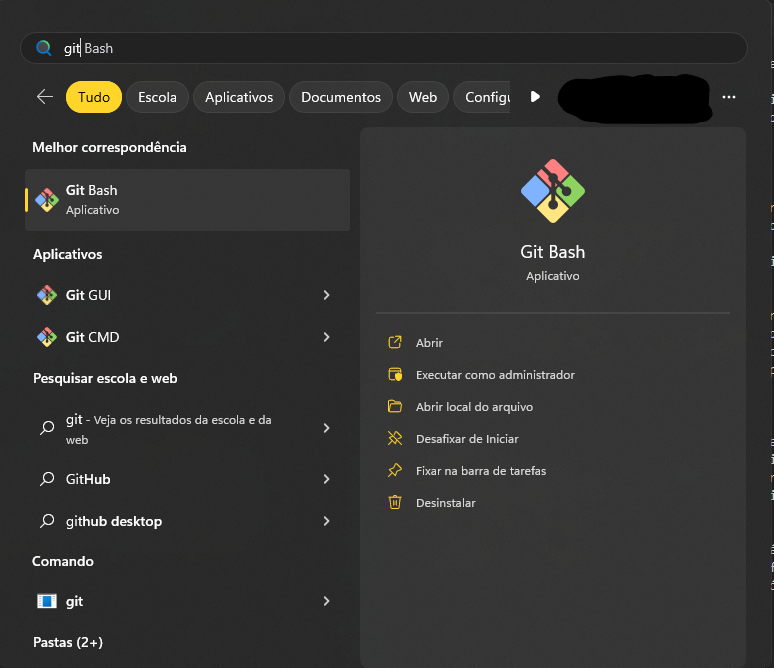 git Bash
Tudo Escola Aplicativos Documentos Web Configu
Melhor correspondência
Git Bash
Aplicativo
Aplicativos
Git GUI
Git CMD
Pesquisar escola e web
git - Veja os resultados da escola e da
web
GitHub
github desktop
Comando
git
Pastas (2+)
Git Bash
Aplicativo
Abrir
Executar como administrador
Abrir local do arquivo
Desafixar de Iniciar
Fixar na barra de tarefas
Desinstalar